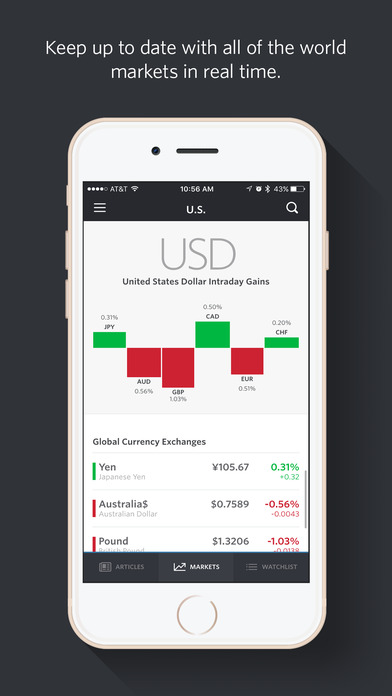 Keep up to date with all of the world
markets in real time.
AT&T 10:56 AM 43%
U.S.
USD
United States Dollar Intraday Gains
0.50%
CAD
0.31%
JPY
0.20%
CHF
AUD
0.56%
GBP
1.03%
EUR
0.51%
Global Currency Exchanges
Yen ¥105.67 0.31%
Japanese Yen +0.32
Australia$ $0.7589 -0.56%
Australian Dollar -0.0043
Pound $1.3206 -1.03%
British Pound -0.0138
ARTICLES MARKETS WATCHLIST